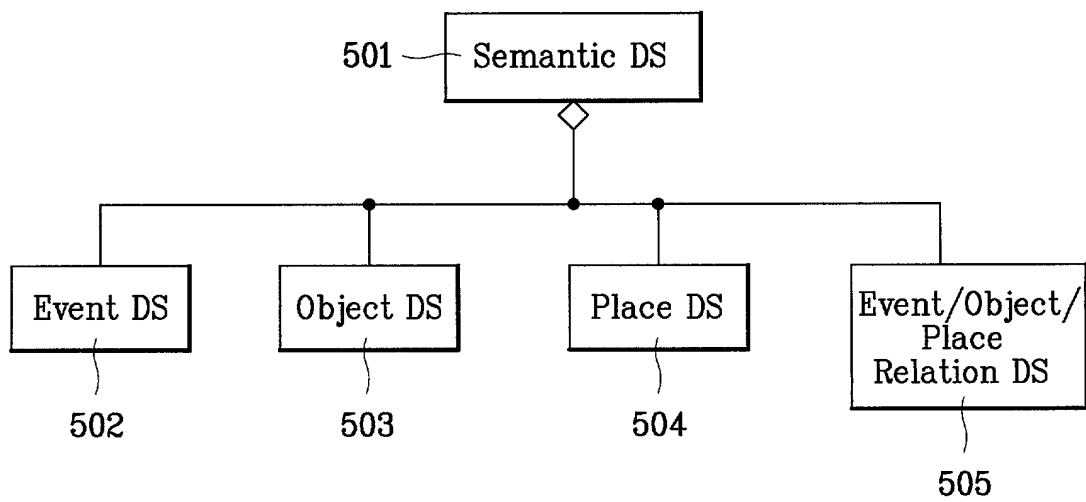 501
Semantic DS
Event DS
Object DS
Place DS
Event/Object/
Place
Relation DS
502
503
504
505